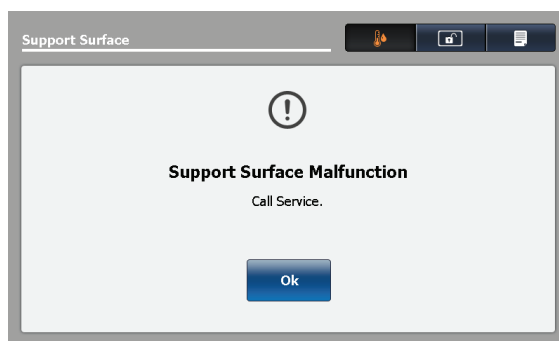 Support Surface
Support Surface Malfunction
Call Service.
Ok